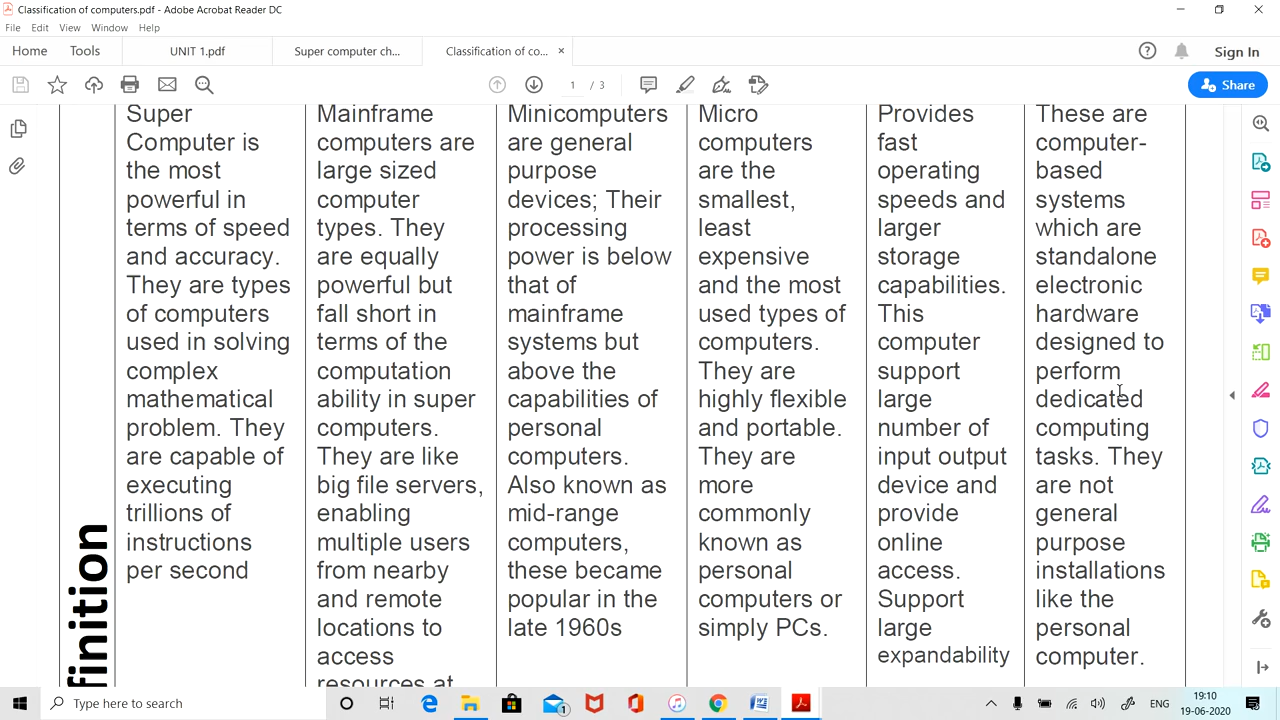 Classification of computers.pdf - Adobe Acrobat Reader DC
File Edit View Window Help
Home Tools UNIT 1.pdf Super computer ch... Classification of co... × Sign In
1 / 3 Share
finition
Super
Computer is
the most
powerful in
terms of speed
and accuracy.
They are types
of computers
used in solving
complex
mathematical
problem. They
are capable of
executing
trillions of
instructions
per second
Mainframe
computers are
large sized
computer
types. They
are equally
powerful but
fall short in
terms of the
computation
ability in super
computers.
They are like
big file servers,
enabling
multiple users
from nearby
and remote
locations to
access
resources at
Minicomputers
are general
purpose
devices; Their
processing
power is below
that of
mainframe
systems but
above the
capabilities of
personal
computers.
Also known as
mid-range
computers,
these became
popular in the
late 1960s
Micro
computers
are the
smallest,
least
expensive
and the most
used types of
computers.
They are
highly flexible
and portable.
They are
more
commonly
known as
personal
computers or
simply PCs.
Provides
fast
operating
speeds and
larger
storage
capabilities.
This
computer
support
large
number of
input output
device and
provide
online
access.
Support
large
expandability
These are
computer-
based
systems
which are
standalone
electronic
hardware
designed to
perform
dedicated
computing
tasks. They
are not
general
purpose
installations
like the
personal
computer.
Type here to search
1
ENG
19:10
19-06-2020